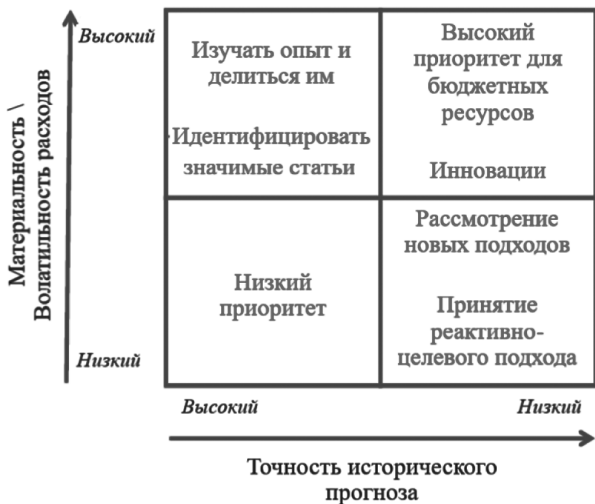 Материальность \
Волатильность расходов
Высокий
Изучать опыт и
делиться им
Идентифицировать
значимые статьи
Высокий
приоритет для
бюджетных
ресурсов
Инновации
Низкий
Низкий
приоритет
Рассмотрение
новых подходов
Принятие
реактивно-
целевого подхода
Высокий
Низкий
Точность исторического
прогноза